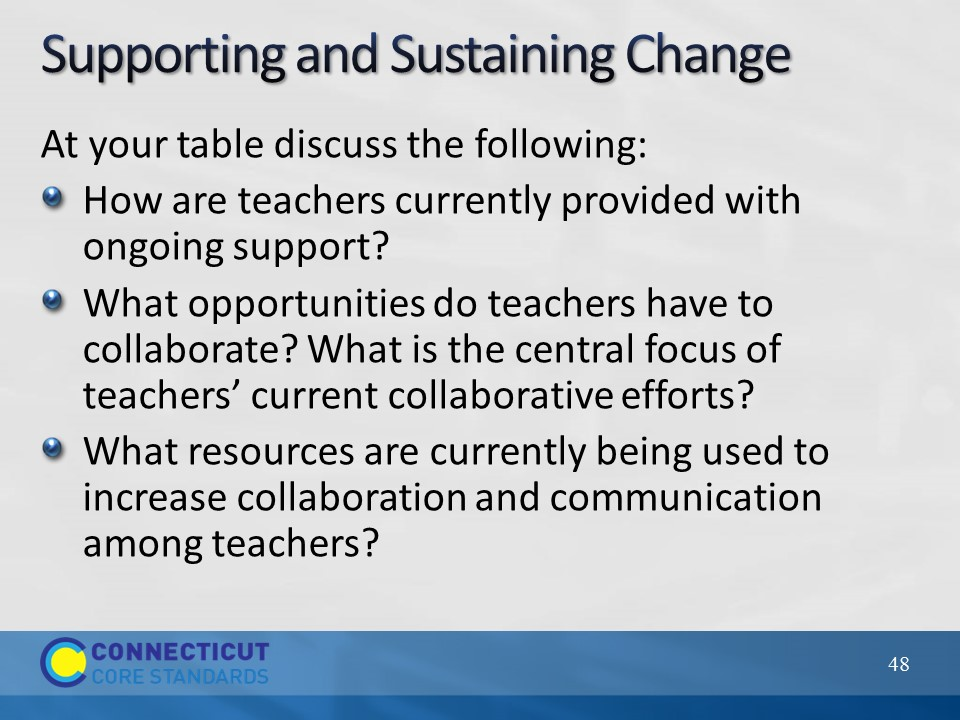 Supporting and Sustaining Change
At your table discuss the following:
How are teachers currently provided with
ongoing support?
What opportunities do teachers have to
collaborate? What is the central focus of
teachers’ current collaborative efforts?
What resources are currently being used to
increase collaboration and communication
among teachers?
CONNECTICUT
CORE STANDARDS
48